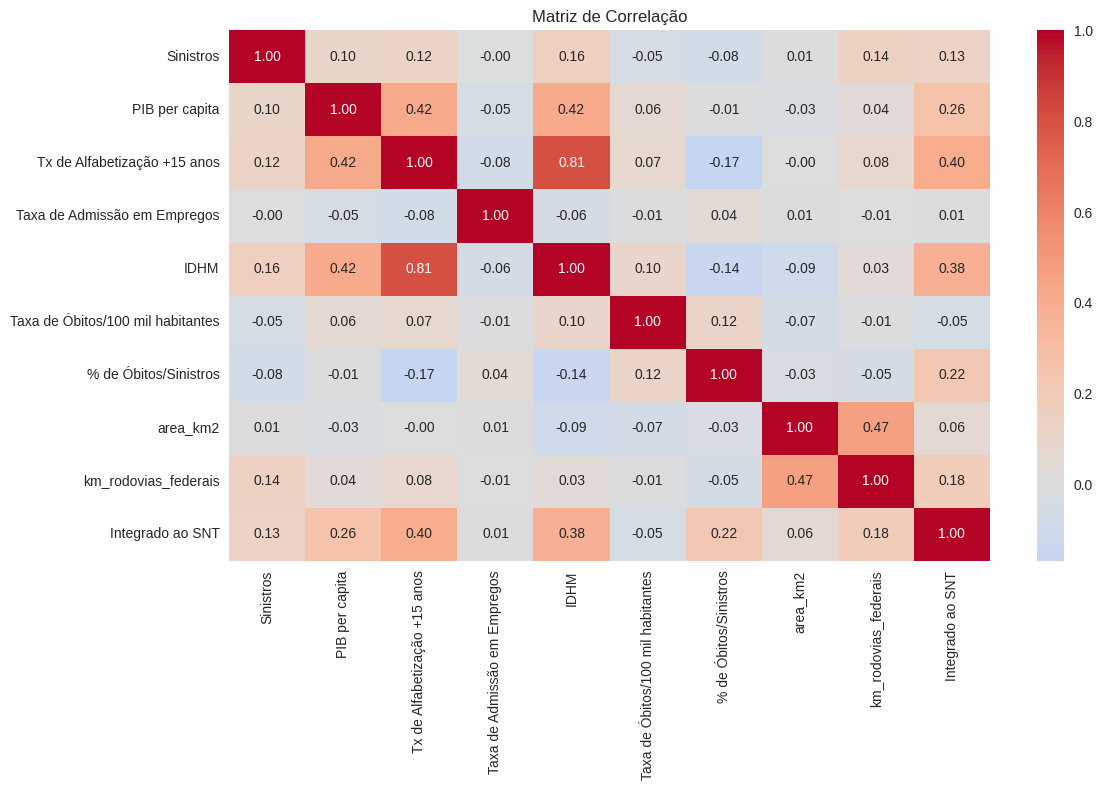 Matriz de Correlação
Sinistros 1.00 0.10 0.12 -0.00 0.16 -0.05 -0.08 0.01 0.14 0.13
PIB per capita 0.10 1.00 0.42 -0.05 0.42 0.06 -0.01 -0.03 0.04 0.26
Tx de Alfabetização +15 anos 0.12 0.42 1.00 -0.08 0.81 0.07 -0.17 -0.00 0.08 0.40
Taxa de Admissão em Empregos -0.00 -0.05 -0.08 1.00 -0.06 -0.01 0.04 0.01 -0.01 0.01
IDHM 0.16 0.42 0.81 -0.06 1.00 0.10 -0.14 -0.09 0.03 0.38
Taxa de Óbitos/100 mil habitantes -0.05 0.06 0.07 -0.01 0.10 1.00 0.12 -0.07 -0.01 -0.05
% de Óbitos/Sinistros -0.08 -0.01 -0.17 0.04 -0.14 0.12 1.00 -0.03 -0.05 0.22
area_km2 0.01 -0.03 -0.00 0.01 -0.09 -0.07 -0.03 1.00 0.47 0.06
km_rodovias_federais 0.14 0.04 0.08 -0.01 0.03 -0.01 -0.05 0.47 1.00 0.18
Integrado ao SNT 0.13 0.26 0.40 0.01 0.38 -0.05 0.22 0.06 0.18 1.00
Sinistros
PIB per capita
Tx de Alfabetização +15 anos
Taxa de Admissão em Empregos
IDHM
Taxa de Óbitos/100 mil habitantes
% de Óbitos/Sinistros
area_km2
km_rodovias_federais
Integrado ao SNT
1.0
0.8
0.6
0.4
0.2
0.0